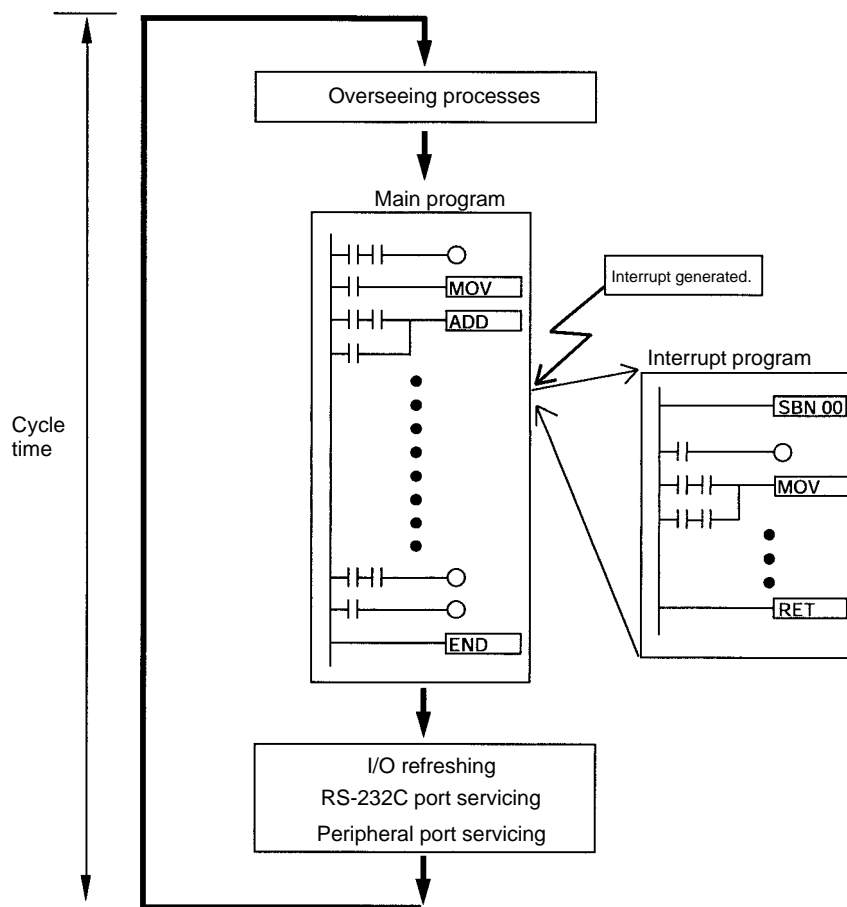 Overseeing processes
Main program
MOV
ADD
Interrupt generated.
Interrupt program
SBN 00
MOV
RET
Cycle
time
END
I/O refreshing
RS-232C port servicing
Peripheral port servicing